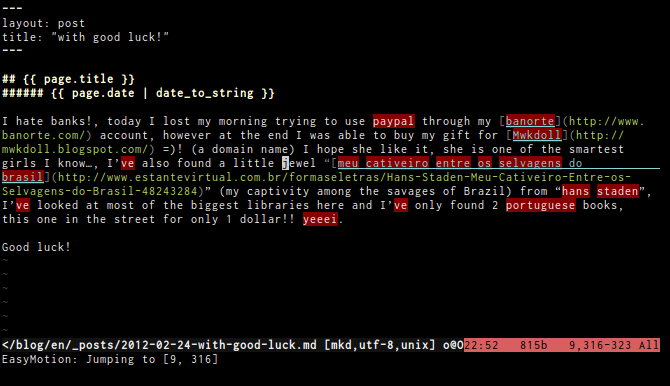 ---
layout: post
title: "with good luck!"
---
## {{ page.title }}
###### {{ page.date | date_to_string }}
I hate banks!, today I lost my morning trying to use paypal through my [banorte](http://www.
banorte.com/) account, however at the end I was able to buy my gift for [Mwkdoll](http://
mwkdoll.blogspot.com/) =)! (a domain name) I hope she like it, she is one of the smartest
girls I know…, I’ve also found a little jewel “[meu cativeiro entre os selvagens do
brasil](http://www.estantevirtual.com.br/formaseletras/Hans-Staden-Meu-Cativeiro-Entre-os-
Selvagens-do-Brasil-48243284)” (my captivity among the savages of Brazil) from “hans staden”,
I’ve looked at most of the biggest libraries here and I’ve only found 2 portuguese books,
this one in the street for only 1 dollar!! yeeei.
Good luck!
~
~
~
~
~
~
</blog/en/_posts/2012-02-24-with-good-luck.md [mkd,utf-8,unix] o@O22:52 815b 9,316-323 All
EasyMotion: Jumping to [9, 316]